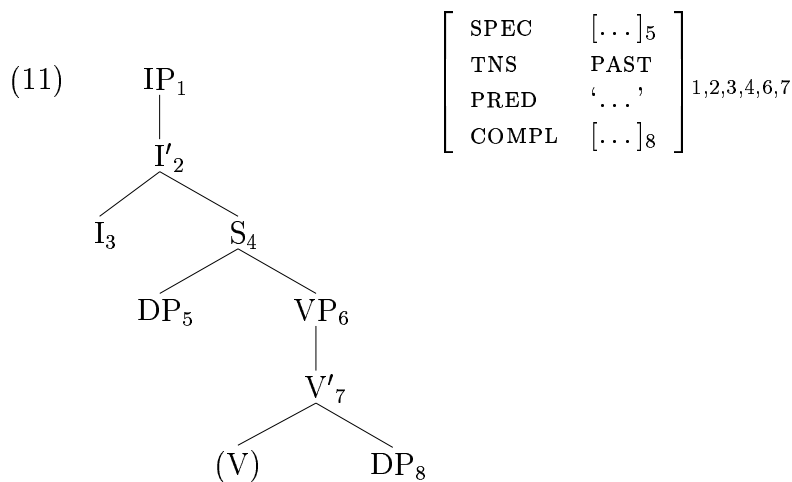 (11)
IP₁
I′₂
I₃ S₄
DP₅ VP₆
V′₇
(V) DP₈
SPEC [...]₅
TNS PAST
PRED ‘...’
COMPL [...]₈
1,2,3,4,6,7